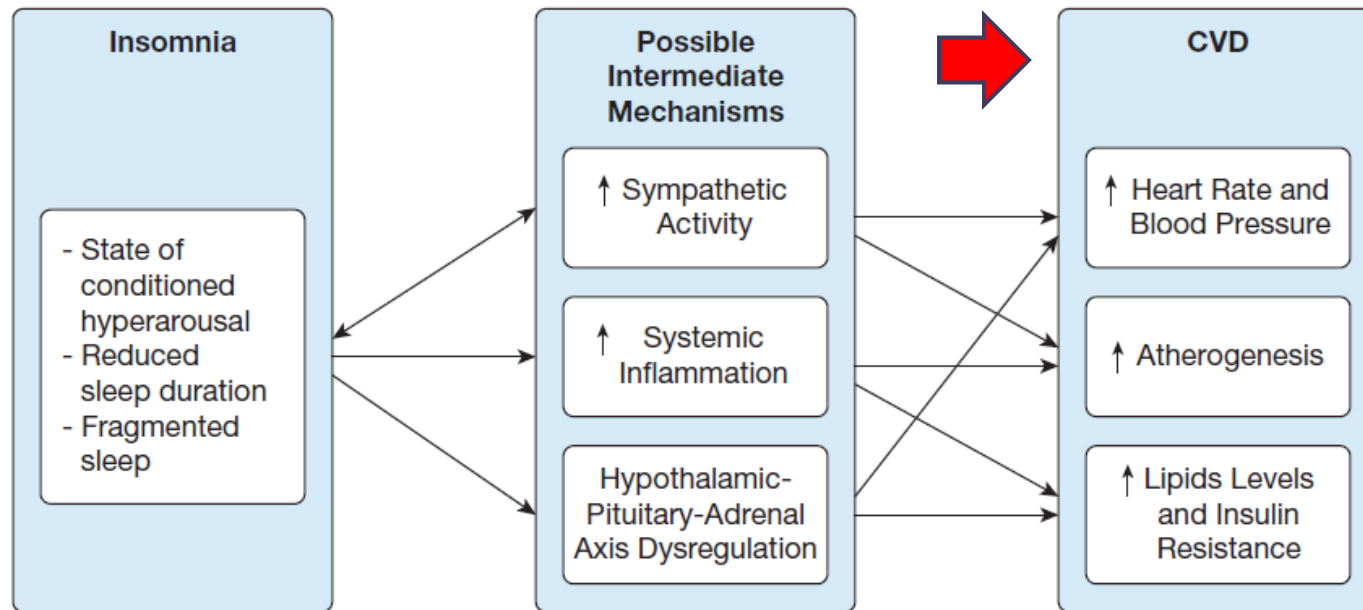 Insomnia
- State of
conditioned
hyperarousal
- Reduced
sleep duration
- Fragmented
sleep
Possible
Intermediate
Mechanisms
↑ Sympathetic
Activity
↑ Systemic
Inflammation
Hypothalamic-
Pituitary-Adrenal
Axis Dysregulation
CVD
↑ Heart Rate and
Blood Pressure
↑ Atherogenesis
↑ Lipids Levels
and Insulin
Resistance